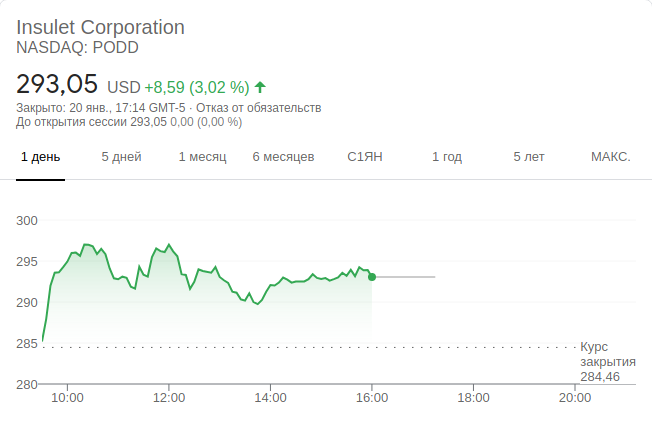 Insulet Corporation
NASDAQ: PODD
293,05 USD +8,59 (3,02 %)
Закрыто: 20 янв., 17:14 GMT-5 · Отказ от обязательств
До открытия сессии 293,05 0,00 (0,00 %)
1 день 5 дней 1 месяц 6 месяцев С1ЯН 1 год 5 лет МАКС.
300
295
290
285
280
Курс
закрытия
284,46
10:00 12:00 14:00 16:00 18:00 20:00